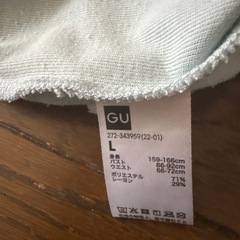 GU
272-343959(22-01)
L
身長 159-166cm
バスト 86-92cm
ウエスト 66-72cm
ポリエステル 71%
レーヨン 29%